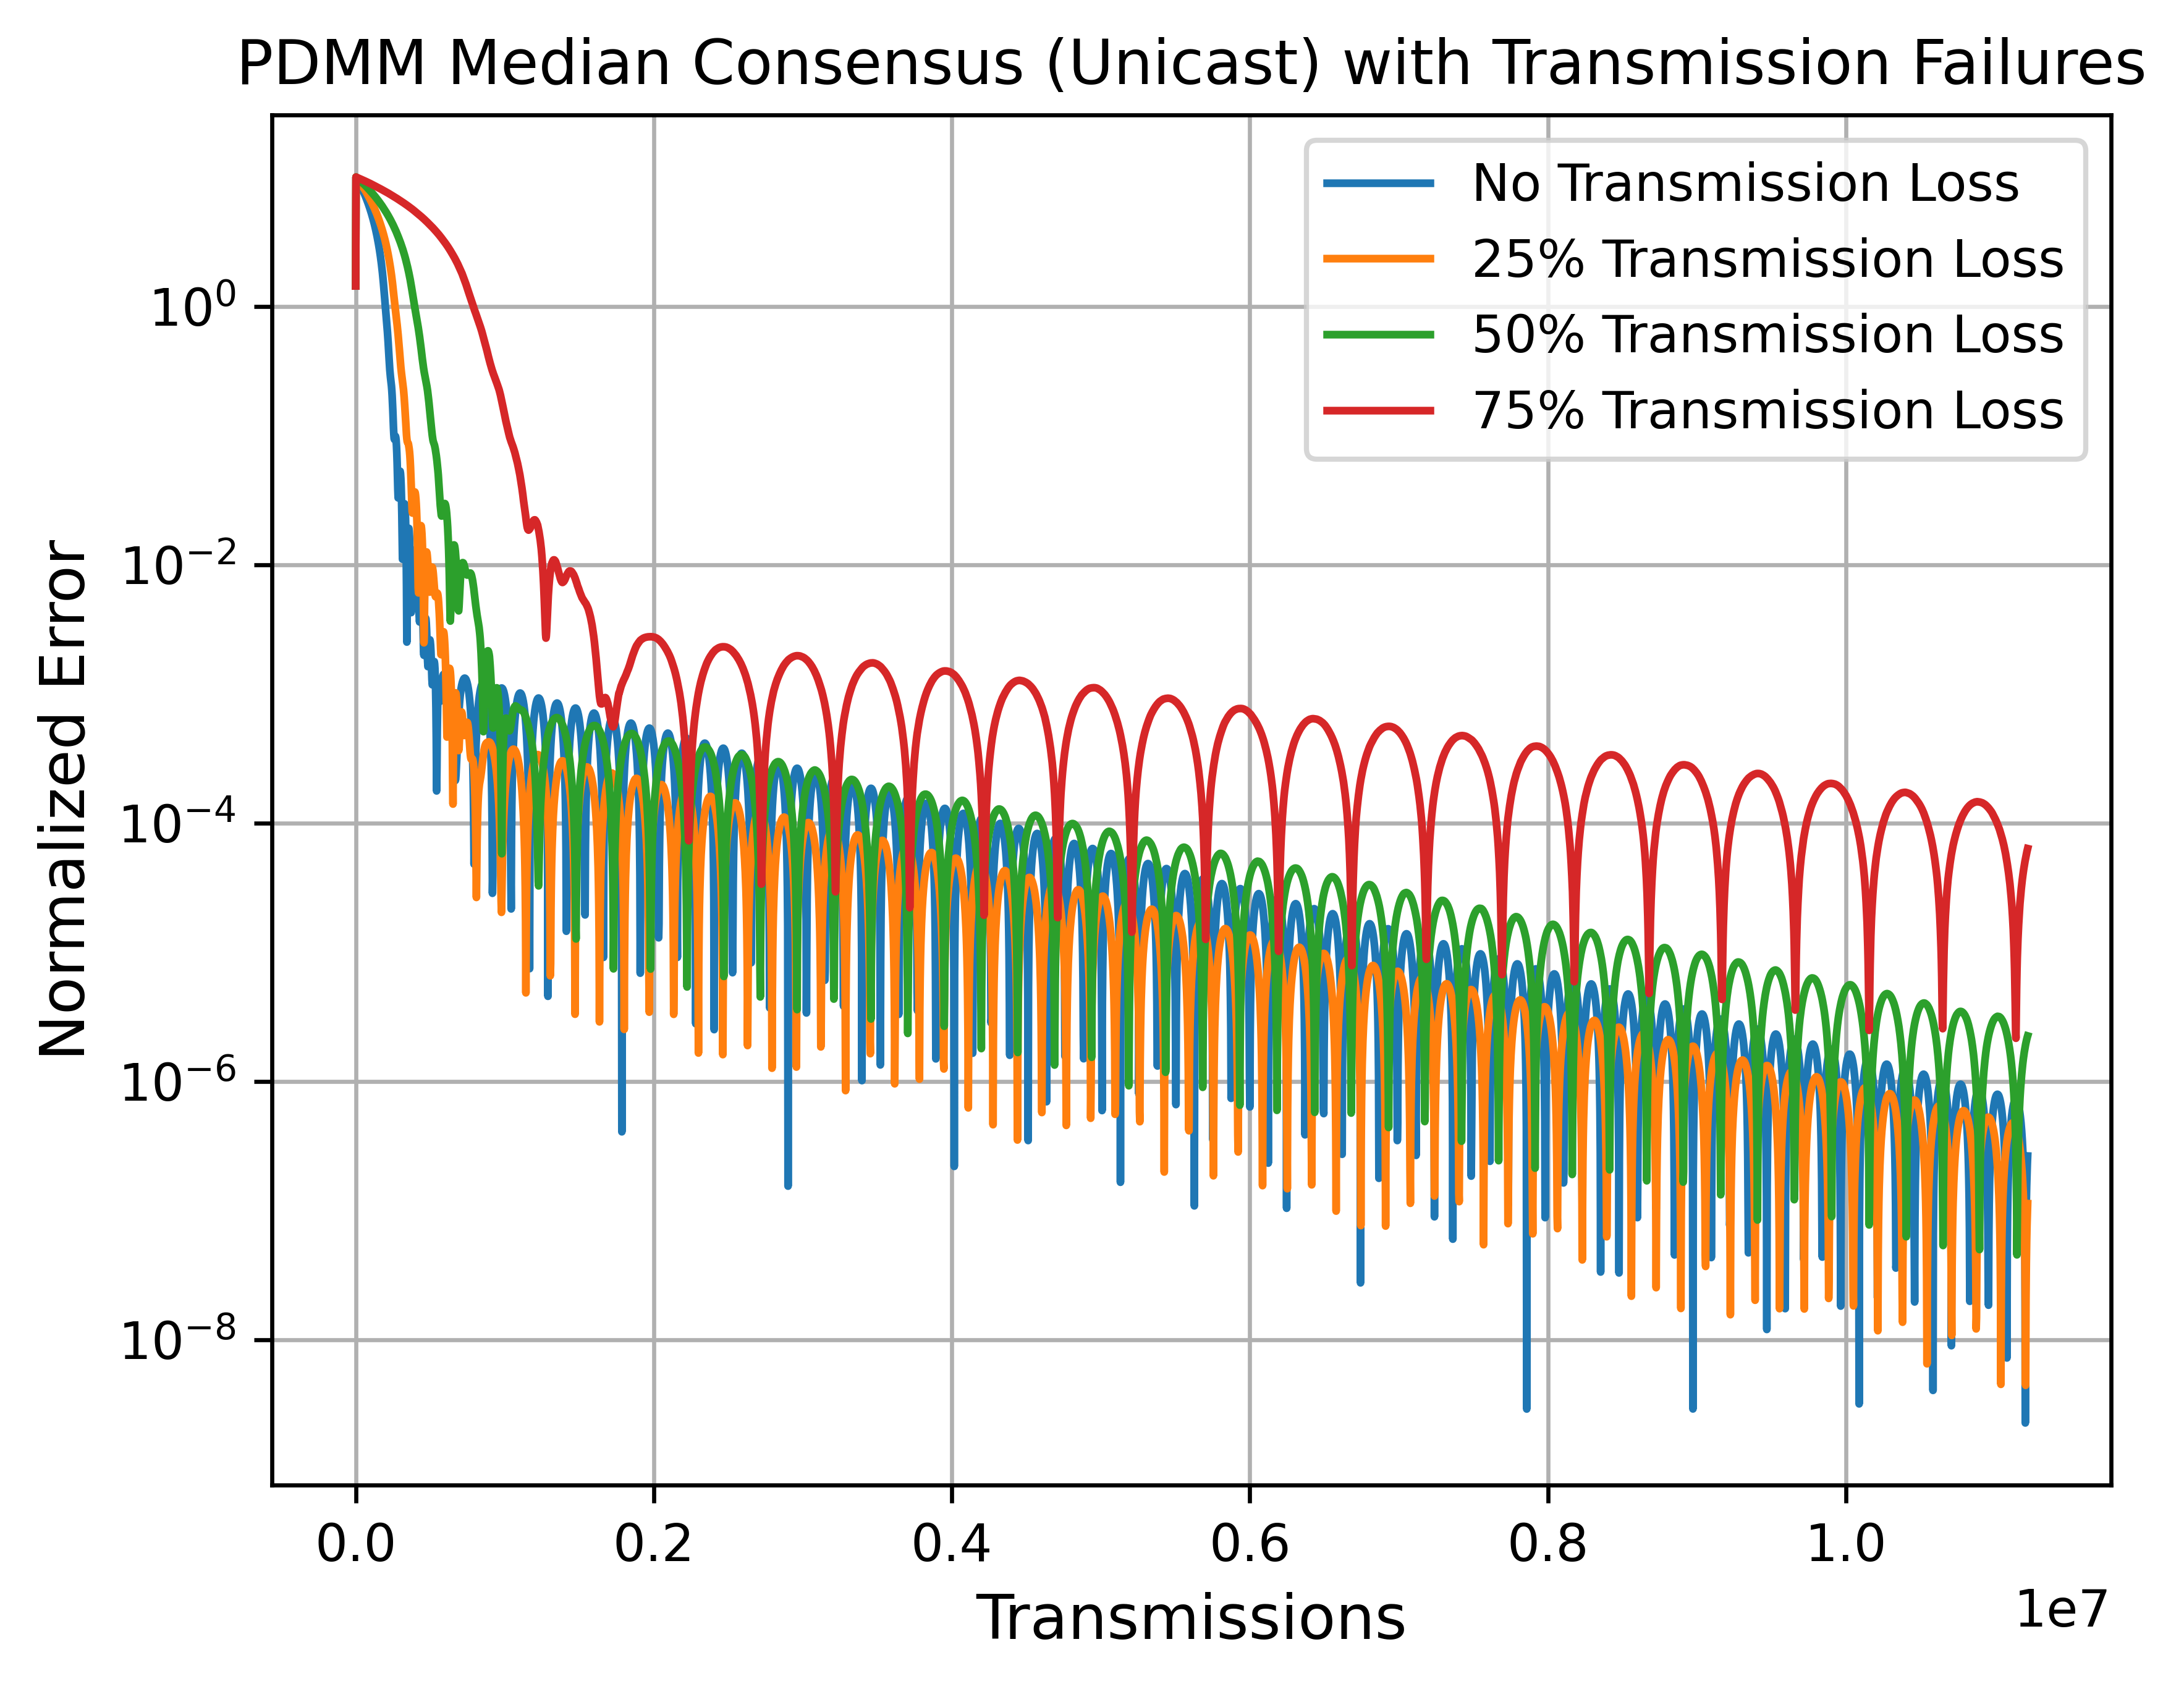 PDMM Median Consensus (Unicast) with Transmission Failures
No Transmission Loss
25% Transmission Loss
50% Transmission Loss
75% Transmission Loss
Normalized Error
10⁰
10⁻²
10⁻⁴
10⁻⁶
10⁻⁸
0.0 0.2 0.4 0.6 0.8 1.0
1e7
Transmissions